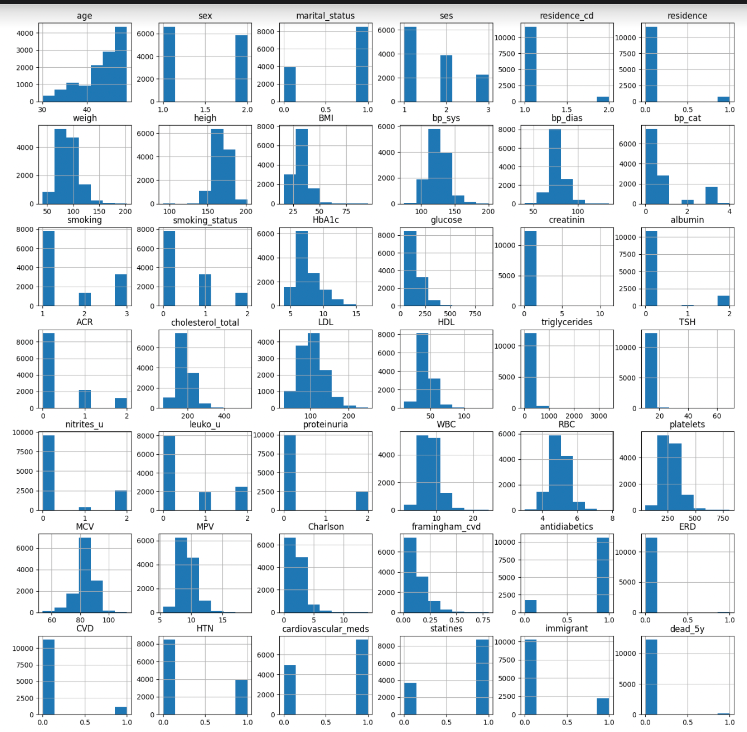 age sex marital_status ses residence_cd residence
4000 3000 2000 1000 0 30 40
6000 4000 2000 0 1.0 1.5 2.0
8000 6000 4000 2000 0 0.0 0.5 1.0
6000 4000 2000 0 1 2 3
10000 7500 5000 2500 0 1.0 1.5 2.0
10000 7500 5000 2500 0 0.0 0.5 1.0
weigh heigh BMI bp_sys bp_dias bp_cat
4000 2000 0 50 100 150 200
6000 4000 2000 0 100 150 200
8000 6000 4000 2000 0 25 50 75
6000 4000 2000 0 100 150 200
8000 6000 4000 2000 0 50 100
6000 4000 2000 0 0 2 4
smoking smoking_status HbA1c glucose creatinin albumin
8000 6000 4000 2000 0 1 2 3
8000 6000 4000 2000 0 0 1 2
6000 4000 2000 0 5 10 15
8000 6000 4000 2000 0 0 250 500 750
10000 5000 0 0 5 10
10000 7500 5000 2500 0 0 1 2
ACR cholesterol_total LDL HDL triglycerides TSH
8000 6000 4000 2000 0 0 1 2
6000 4000 2000 0 200 400
4000 3000 2000 1000 0 100 200
8000 6000 4000 2000 0 50 100
10000 5000 0 0 1000 2000 3000
10000 5000 0 20 40 60
nitrites_u leuko_u proteinuria WBC RBC platelets
10000 7500 5000 2500 0 0 1 2
8000 6000 4000 2000 0 0 1 2
10000 7500 5000 2500 0 0 1 2
4000 2000 0 10 20
6000 4000 2000 0 4 6 8
4000 2000 0 250 500 750
MCV MPV Charlson framingham_cvd antidiabetics ERD
6000 4000 2000 0 60 80 100
6000 4000 2000 0 5 10 15
6000 4000 2000 0 0 5 10
6000 4000 2000 0 0.00 0.25 0.50 0.75
10000 7500 5000 2500 0 0.0 0.5 1.0
10000 5000 0 0.0 0.5 1.0
CVD HTN cardiovascular_meds statines immigrant dead_5y
10000 7500 5000 2500 0 0.0 0.5 1.0
8000 6000 4000 2000 0 0.0 0.5 1.0
6000 4000 2000 0 0.0 0.5 1.0
8000 6000 4000 2000 0 0.0 0.5 1.0
10000 7500 5000 2500 0 0.0 0.5 1.0
10000 5000 0 0.0 0.5 1.0